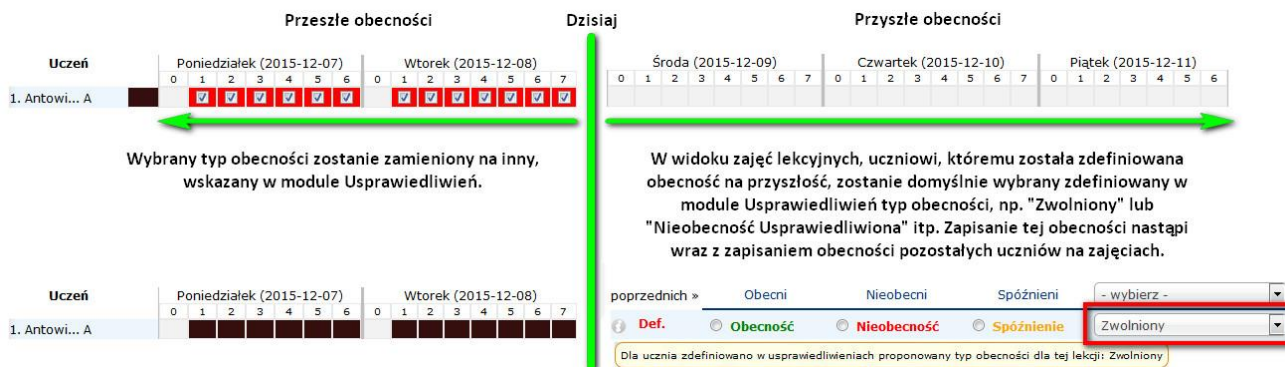 Przeszłe obecności Dzisiaj Przyszłe obecności
Uczeń Poniedziałek (2015-12-07) Wtorek (2015-12-08) Środa (2015-12-09) Czwartek (2015-12-10) Piątek (2015-12-11)
0 1 2 3 4 5 6 0 1 2 3 4 5 6 7 0 1 2 3 4 5 6 7 0 1 2 3 4 5 6 7 0 1 2 3 4 5 6
1. Antowi... A
Wybrany typ obecności zostanie zamieniony na inny,
wskazany w module Usprawiedliwień.
W widoku zajęć lekcyjnych, uczniowi, któremu została zdefiniowana
obecność na przyszłość, zostanie domyślnie wybrany zdefiniowany w
module Usprawiedliwień typ obecności, np. "Zwolniony" lub
"Nieobecność Usprawiedliwiona" itp. Zapisanie tej obecności nastąpi
wraz z zapisaniem obecności pozostałych uczniów na zajęciach.
Uczeń Poniedziałek (2015-12-07) Wtorek (2015-12-08)
0 1 2 3 4 5 6 0 1 2 3 4 5 6 7
1. Antowi... A
poprzednich » Obecni Nieobecni Spóźnieni - wybierz -
Def. Obecność Nieobecność Spóźnienie Zwolniony
Dla ucznia zdefiniowano w usprawiedliwieniach proponowany typ obecności dla tej lekcji: Zwolniony